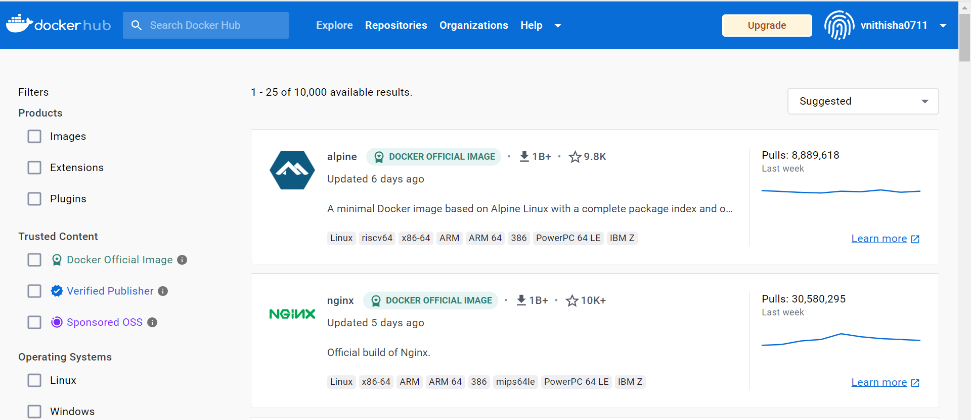 docker hub
Search Docker Hub
Explore Repositories Organizations Help
Upgrade
vnithisha0711
Filters
Products
Images
Extensions
Plugins
Trusted Content
Docker Official Image
Verified Publisher
Sponsored OSS
Operating Systems
Linux
Windows
1 - 25 of 10,000 available results.
Suggested
alpine DOCKER OFFICIAL IMAGE · 1B+ · 9.8K
Updated 6 days ago
A minimal Docker image based on Alpine Linux with a complete package index and o...
Linux riscv64 x86-64 ARM ARM 64 386 PowerPC 64 LE IBM Z
Pulls: 8,889,618
Last week
Learn more
NGINX
nginx DOCKER OFFICIAL IMAGE · 1B+ · 10K+
Updated 5 days ago
Official build of Nginx.
Linux x86-64 ARM ARM 64 386 mips64le PowerPC 64 LE IBM Z
Pulls: 30,580,295
Last week
Learn more